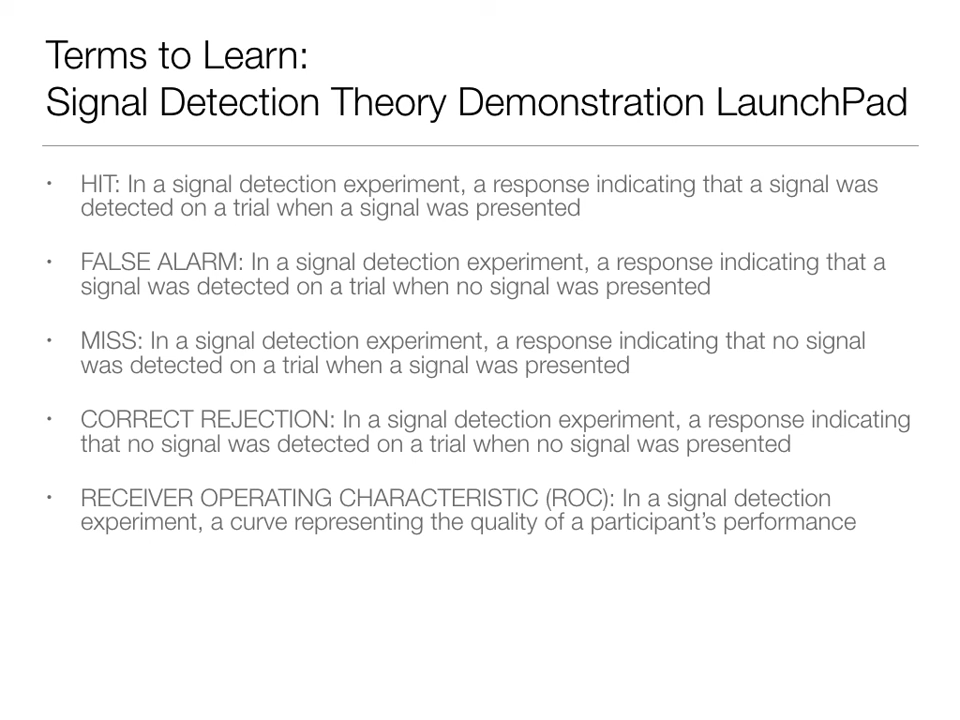 Terms to Learn:
Signal Detection Theory Demonstration LaunchPad
• HIT: In a signal detection experiment, a response indicating that a signal was
detected on a trial when a signal was presented
• FALSE ALARM: In a signal detection experiment, a response indicating that a
signal was detected on a trial when no signal was presented
• MISS: In a signal detection experiment, a response indicating that no signal
was detected on a trial when a signal was presented
• CORRECT REJECTION: In a signal detection experiment, a response indicating
that no signal was detected on a trial when no signal was presented
• RECEIVER OPERATING CHARACTERISTIC (ROC): In a signal detection
experiment, a curve representing the quality of a participant’s performance